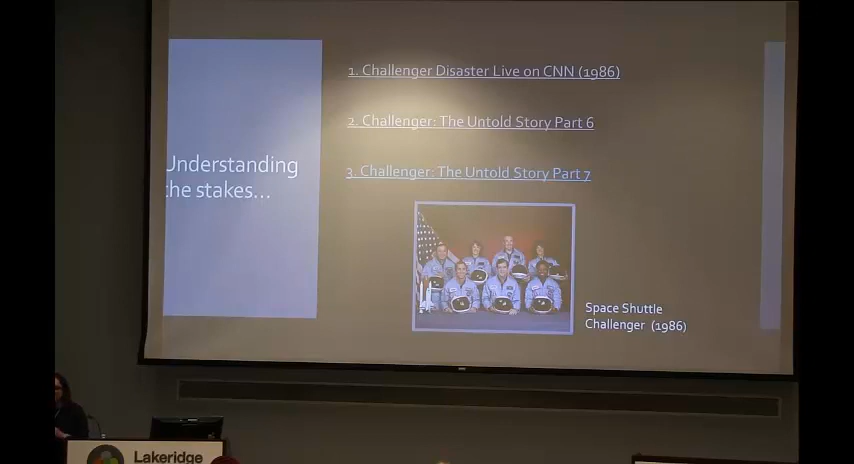 Understanding
the stakes...
1. Challenger Disaster Live on CNN (1986)
2. Challenger: The Untold Story Part 6
3. Challenger: The Untold Story Part 7
Space Shuttle
Challenger (1986)
Lakeridge